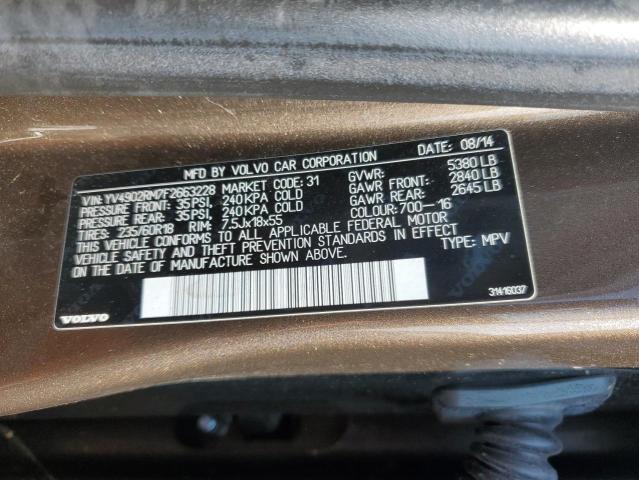 MFD BY VOLVO CAR CORPORATION DATE: 08/14
VIN: YV4902RM7F2663228 MARKET CODE: 31 GVWR: 5380 LB
PRESSURE FRONT: 35 PSI, 240 KPA COLD GAWR FRONT: 2840 LB
PRESSURE REAR: 35 PSI, 240 KPA COLD GAWR REAR: 2645 LB
TIRES: 235/60R18 RIM: 7.5Jx18x55 COLOUR: 700--16
THIS VEHICLE CONFORMS TO ALL APPLICABLE FEDERAL MOTOR
VEHICLE SAFETY AND THEFT PREVENTION STANDARDS IN EFFECT
ON THE DATE OF MANUFACTURE SHOWN ABOVE. TYPE: MPV
VOLVO 31416037